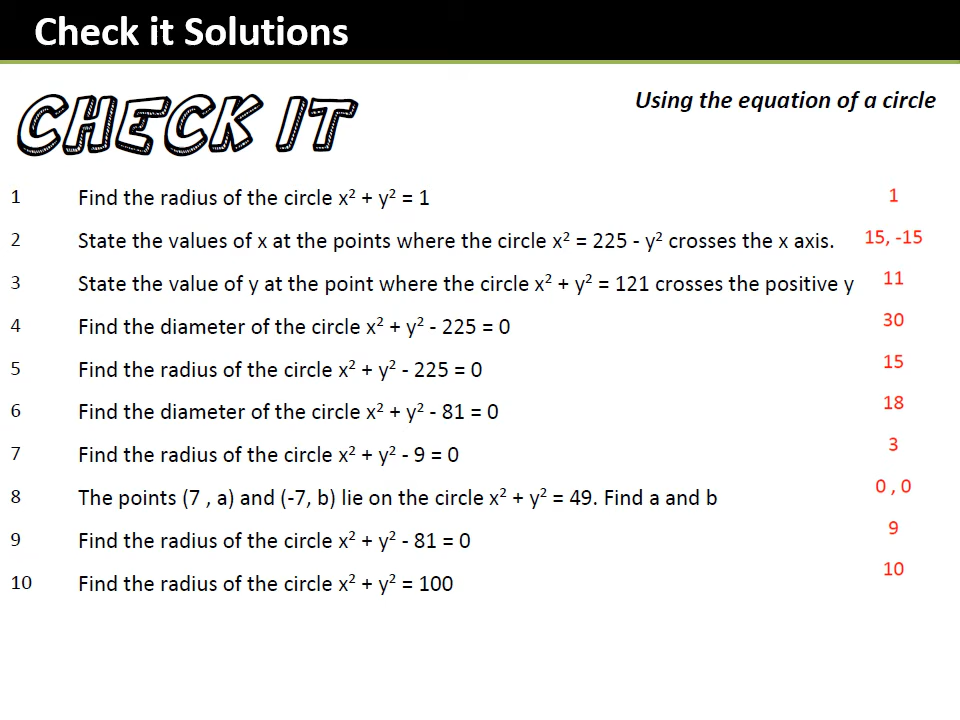 Check it Solutions
CHECK IT
Using the equation of a circle
1 Find the radius of the circle x² + y² = 1 1
2 State the values of x at the points where the circle x² = 225 - y² crosses the x axis. 15, -15
3 State the value of y at the point where the circle x² + y² = 121 crosses the positive y 11
4 Find the diameter of the circle x² + y² - 225 = 0 30
5 Find the radius of the circle x² + y² - 225 = 0 15
6 Find the diameter of the circle x² + y² - 81 = 0 18
7 Find the radius of the circle x² + y² - 9 = 0 3
8 The points (7 , a) and (-7, b) lie on the circle x² + y² = 49. Find a and b 0 , 0
9 Find the radius of the circle x² + y² - 81 = 0 9
10 Find the radius of the circle x² + y² = 100 10